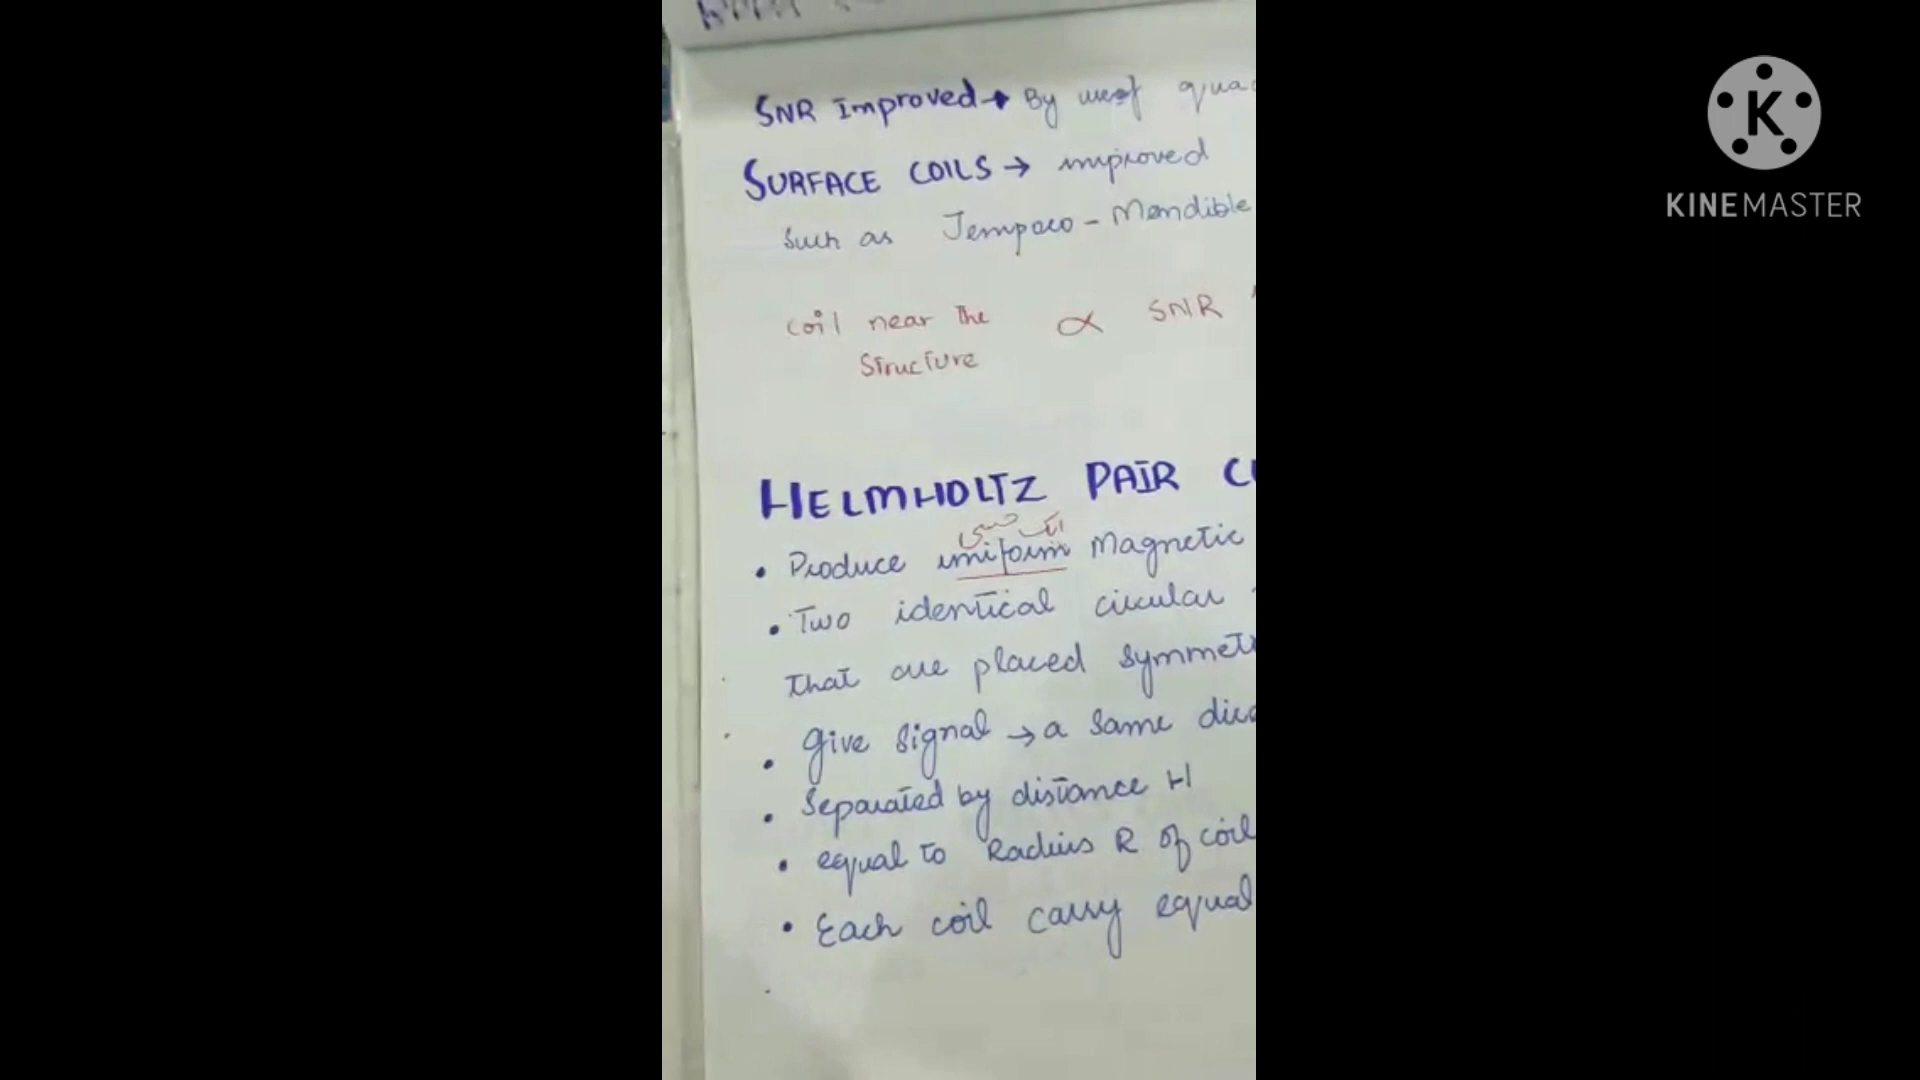 SNR Improved → By use of
SURFACE COILS → improved
Such as Temporo - Mandible
Coil near The ∝ SNR
Structure
HELMHOLTZ PAIR
ایک جیسی
• Produce uniform Magnetic
• Two identical circular
that are placed symmet
• give signal → a same
• Separated by distance H
• equal to Radius R of coil
• Each coil carry equal
K
KINEMASTER